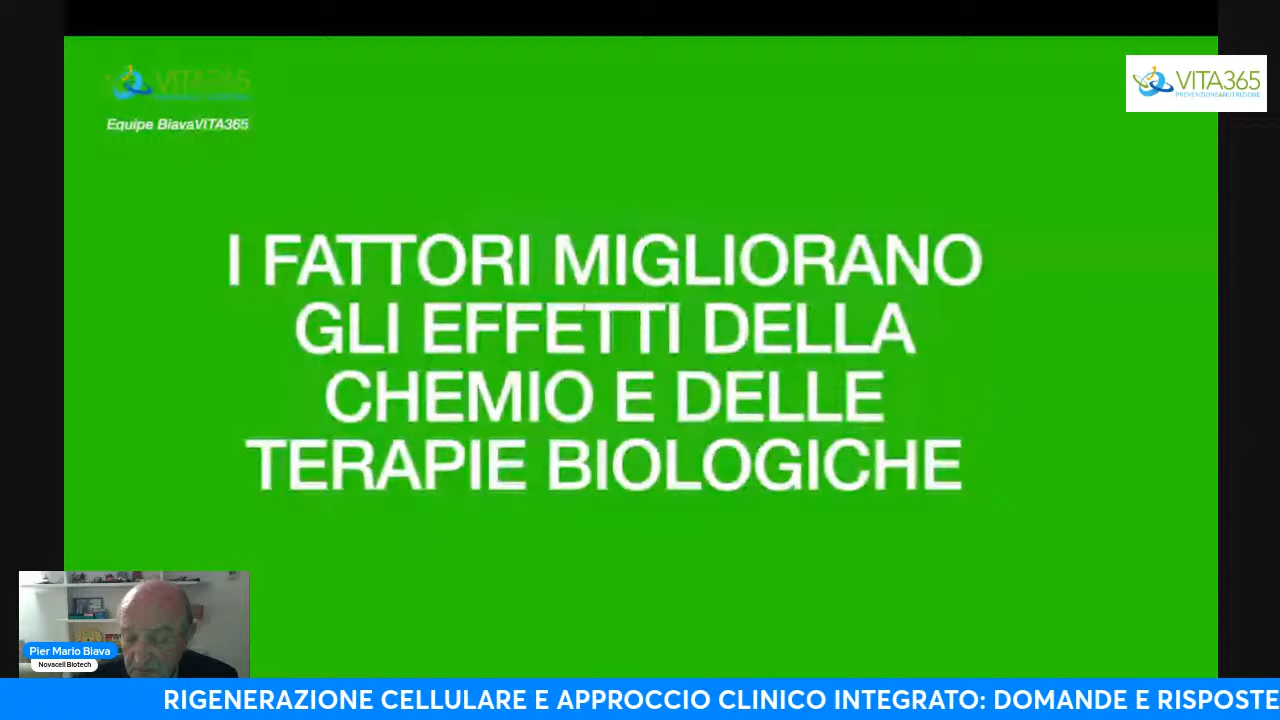 VITA365
Equipe BiavaVITA365
VITA365
PREVENZIONE&NUTRIZIONE
I FATTORI MIGLIORANO
GLI EFFETTI DELLA
CHEMIO E DELLE
TERAPIE BIOLOGICHE
Pier Mario Biava
Novacell Biotech
RIGENERAZIONE CELLULARE E APPROCCIO CLINICO INTEGRATO: DOMANDE E RISPOSTE